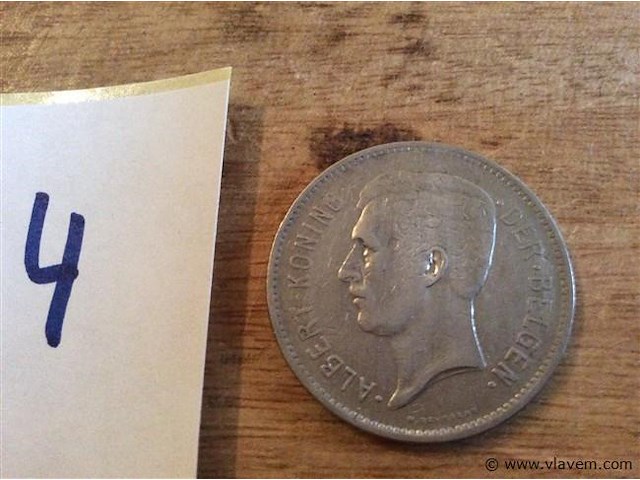 4
·ALBERT·KONING·DER·BELGEN·
© www.vlavem.com